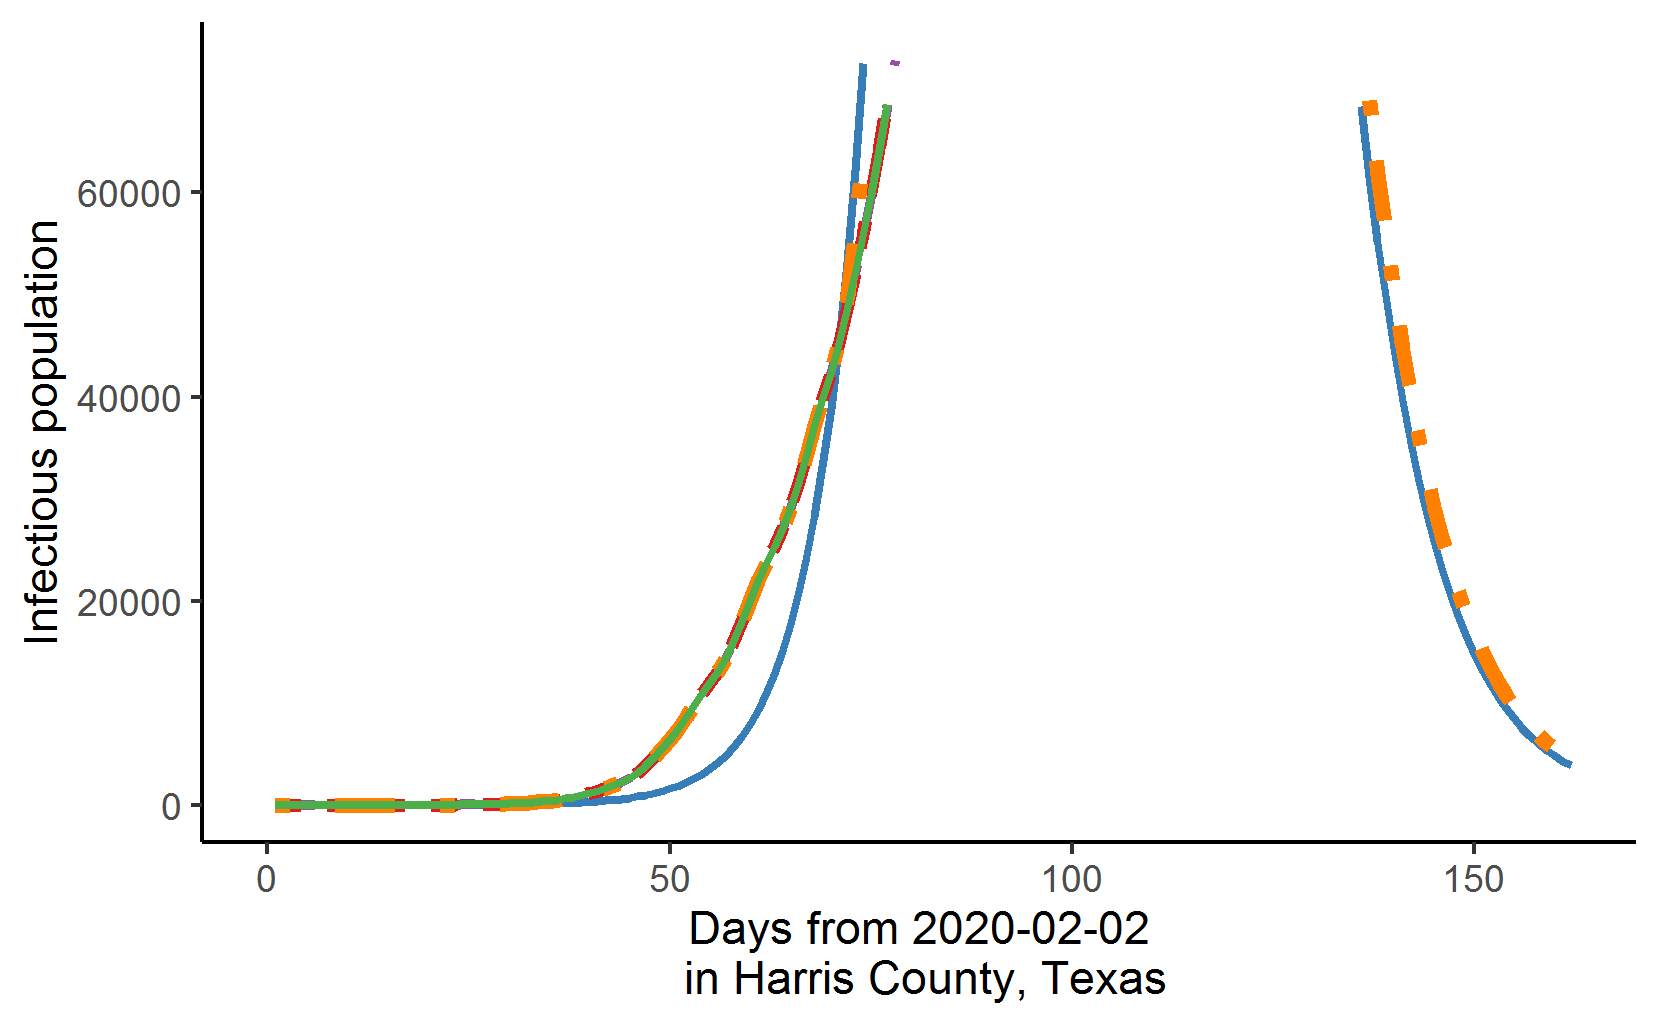 Infectious population
60000
40000
20000
0
0 50 100 150
Days from 2020-02-02
in Harris County, Texas